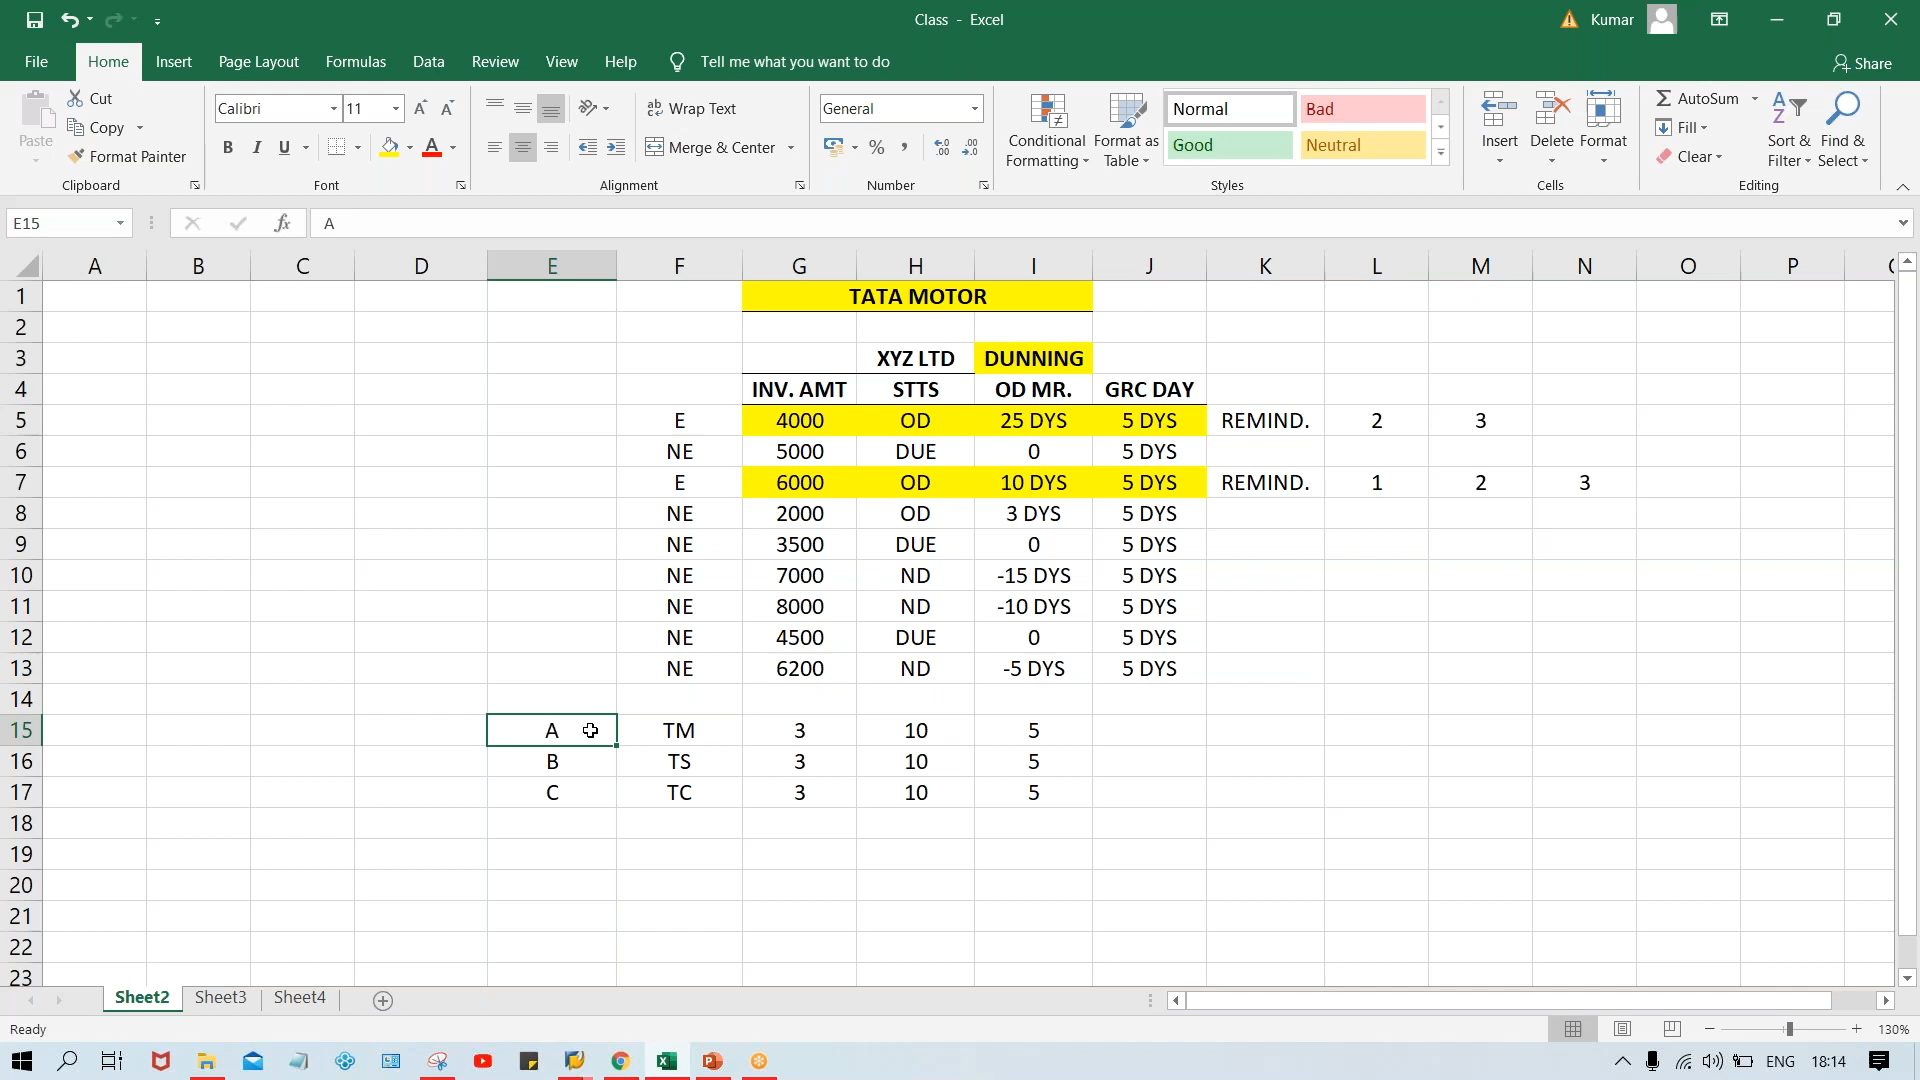 Class - Excel
Kumar
File Home Insert Page Layout Formulas Data Review View Help Tell me what you want to do
Share
Paste
Cut
Copy
Format Painter
Clipboard
Calibri 11
B I U
Font
Wrap Text
Merge & Center
Alignment
General
Number
Conditional Formatting
Format as Table
Normal Bad
Good Neutral
Styles
Insert Delete Format
Cells
AutoSum
Fill
Clear
Sort & Filter
Find & Select
Editing
E15 fx A
A B C D E F G H I J K L M N O P
1 TATA MOTOR
2
3 XYZ LTD DUNNING
4 INV. AMT STTS OD MR. GRC DAY
5 E 4000 OD 25 DYS 5 DYS REMIND. 2 3
6 NE 5000 DUE 0 5 DYS
7 E 6000 OD 10 DYS 5 DYS REMIND. 1 2 3
8 NE 2000 OD 3 DYS 5 DYS
9 NE 3500 DUE 0 5 DYS
10 NE 7000 ND -15 DYS 5 DYS
11 NE 8000 ND -10 DYS 5 DYS
12 NE 4500 DUE 0 5 DYS
13 NE 6200 ND -5 DYS 5 DYS
14
15 A TM 3 10 5
16 B TS 3 10 5
17 C TC 3 10 5
18
19
20
21
22
23
Sheet2 Sheet3 Sheet4
Ready 130%
ENG 18:14